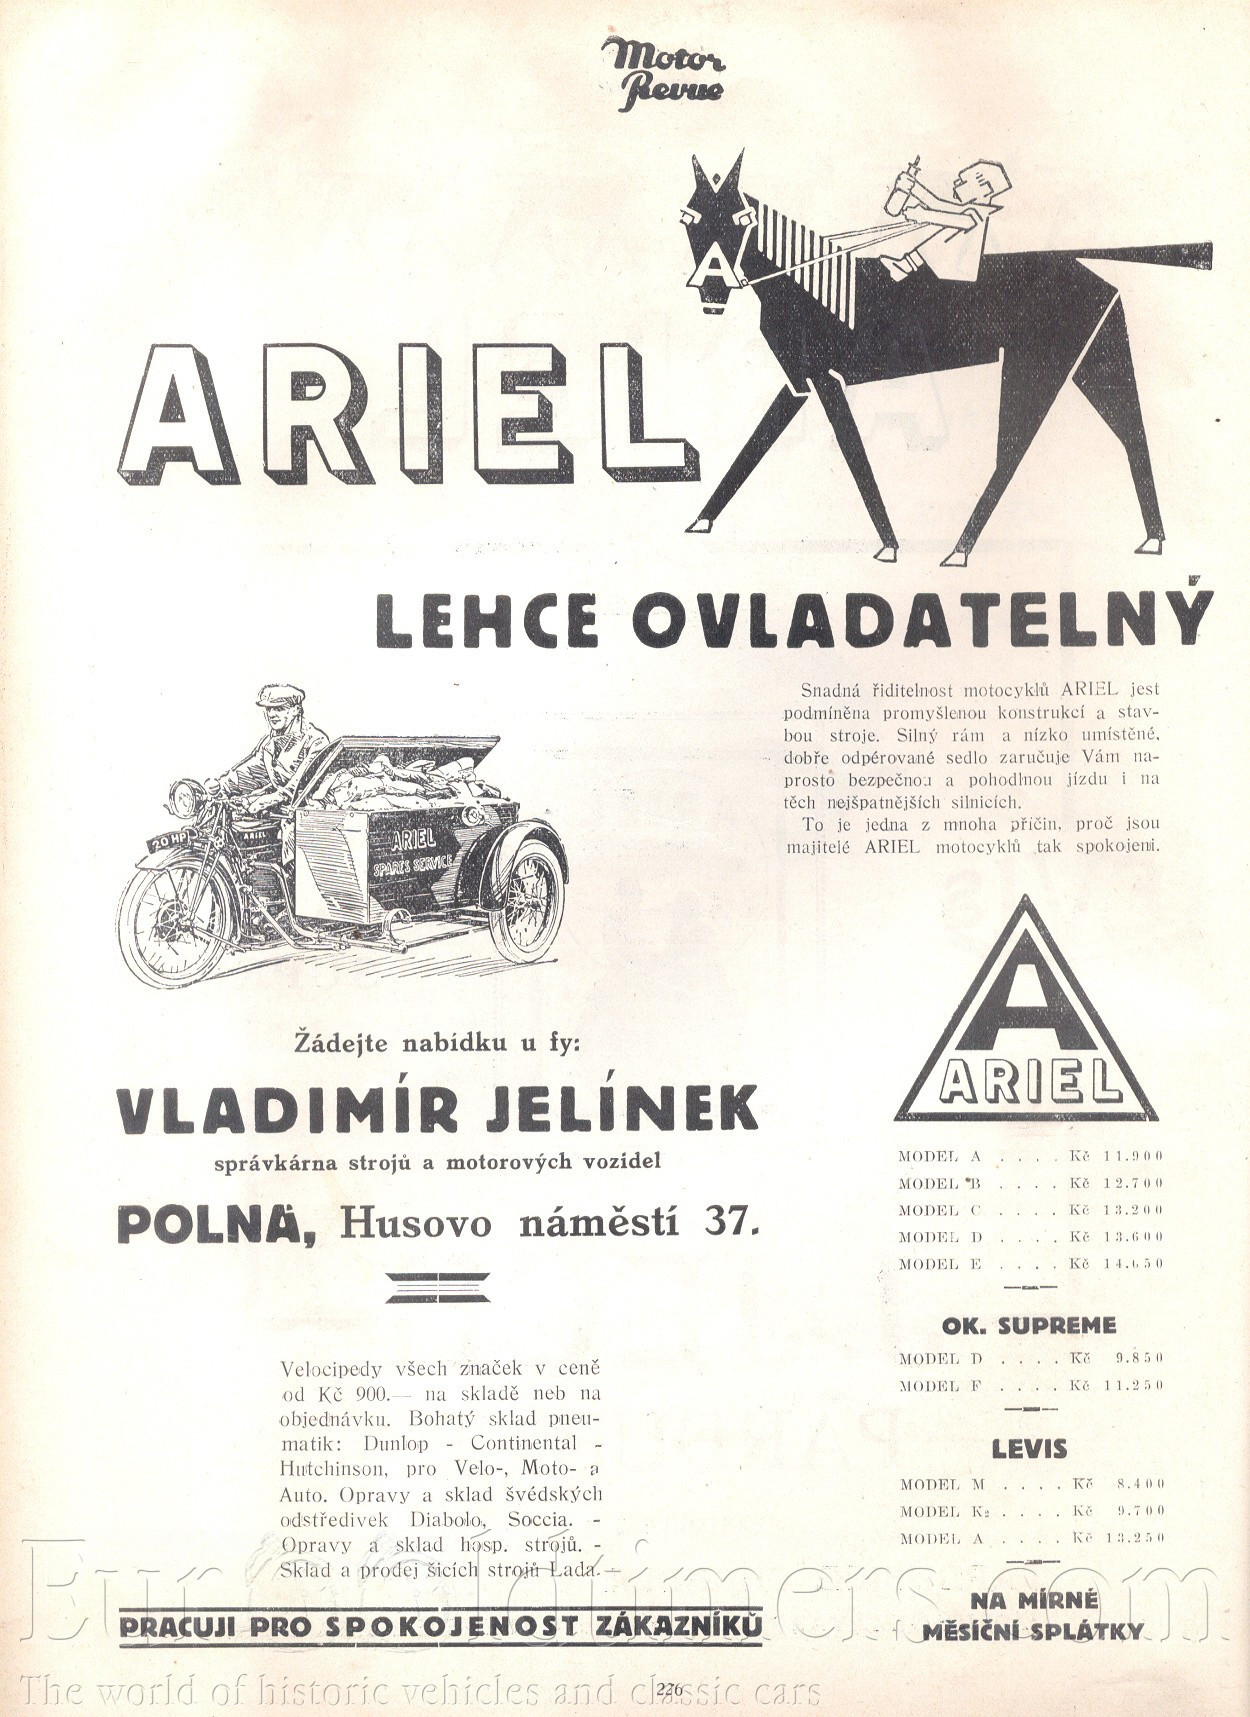 Motor
Revue
A
ARIEL
LEHCE OVLADATELNÝ
Snadná řiditelnost motocyklů ARIEL jest
podmíněna promyšlenou konstrukcí a stav-
bou stroje. Silný rám a nízko umístěné,
dobře odpérované sedlo zaručuje Vám na-
prosto bezpečnou a pohodlnou jízdu i na
těch nejšpatnějších silnicích.
To je jedna z mnoha příčin, proč jsou
majitelé ARIEL motocyklů tak spokojeni.
20 HP
ARIEL
ARIEL
SPARES SERVICE
Žádejte nabídku u fy:
VLADIMÍR JELÍNEK
správkárna strojů a motorových vozidel
POLNÁ, Husovo náměstí 37.
Velocipedy všech značek v ceně
od Kč 900.— na skladě neb na
objednávku. Bohatý sklad pneu-
matik: Dunlop - Continental -
Hutchinson, pro Velo-, Moto- a
Auto. Opravy a sklad švédských
odstředivek Diabolo, Soccia. -
Opravy a sklad hosp. strojů. -
Sklad a prodej šicích strojů Lada.-
PRACUJI PRO SPOKOJENOST ZÁKAZNÍKŮ
A
ARIEL
MODEL A . . . . Kč 11.900
MODEL B . . . . Kč 12.700
MODEL C . . . . Kč 13.200
MODEL D . . . . Kč 13.600
MODEL E . . . . Kč 14.650
OK. SUPREME
MODEL D . . . . Kč 9.850
MODEL F . . . . Kč 11.250
LEVIS
MODEL M . . . . Kč 8.400
MODEL K2 . . . . Kč 9.700
MODEL A . . . . Kč 13.250
NA MÍRNÉ
MĚSÍČNÍ SPLÁTKY
EuroOldtimers.com
The world of historic vehicles and classic cars
226